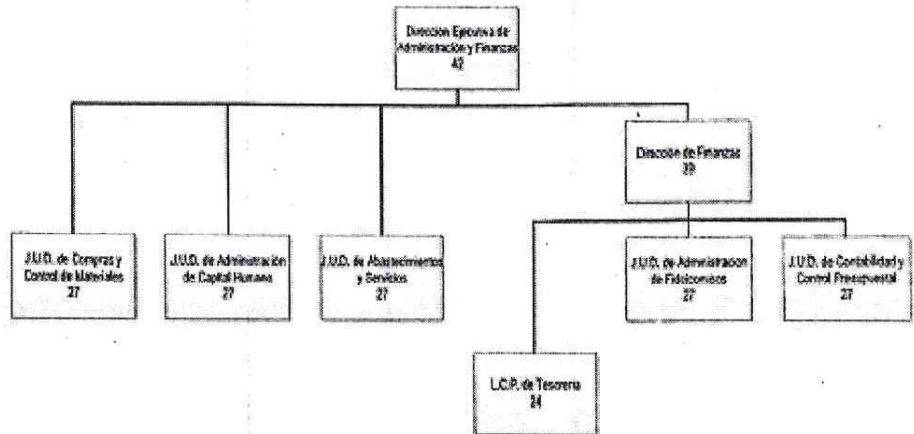 Dirección Ejecutiva de
Administración y Finanzas
42
Dirección de Finanzas
39
J.U.D. de Compras y
Control de Materiales
27
J.U.D. de Administración
de Capital Humano
27
J.U.D. de Abastecimientos
y Servicios
27
J.U.D. de Administración
de Fideicomisos
27
J.U.D. de Contabilidad y
Control Presupuestal
27
L.C.P. de Tesorería
24